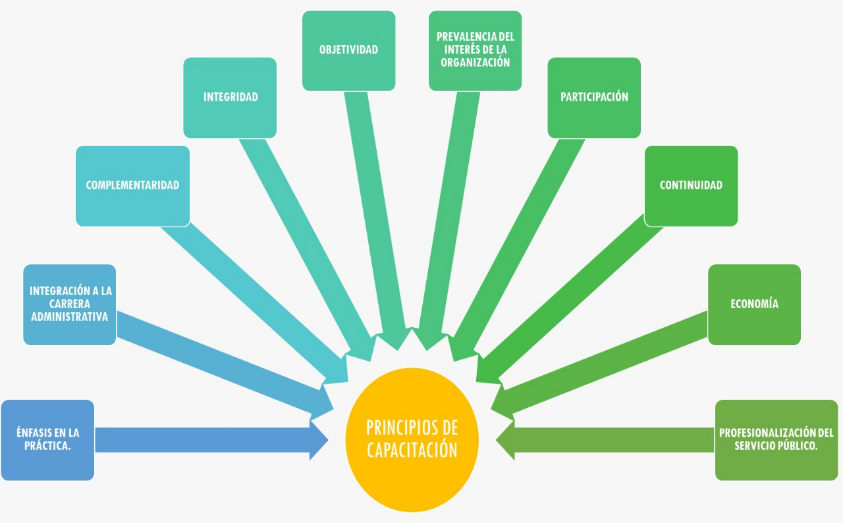 ÉNFASIS EN LA
PRÁCTICA.
INTEGRACIÓN A LA
CARRERA
ADMINISTRATIVA
COMPLEMENTARIDAD
INTEGRIDAD
OBJETIVIDAD
PREVALENCIA DEL
INTERÉS DE LA
ORGANIZACIÓN
PARTICIPACIÓN
CONTINUIDAD
ECONOMÍA
PROFESIONALIZACIÓN DEL
SERVICIO PÚBLICO.
PRINCIPIOS DE
CAPACITACIÓN